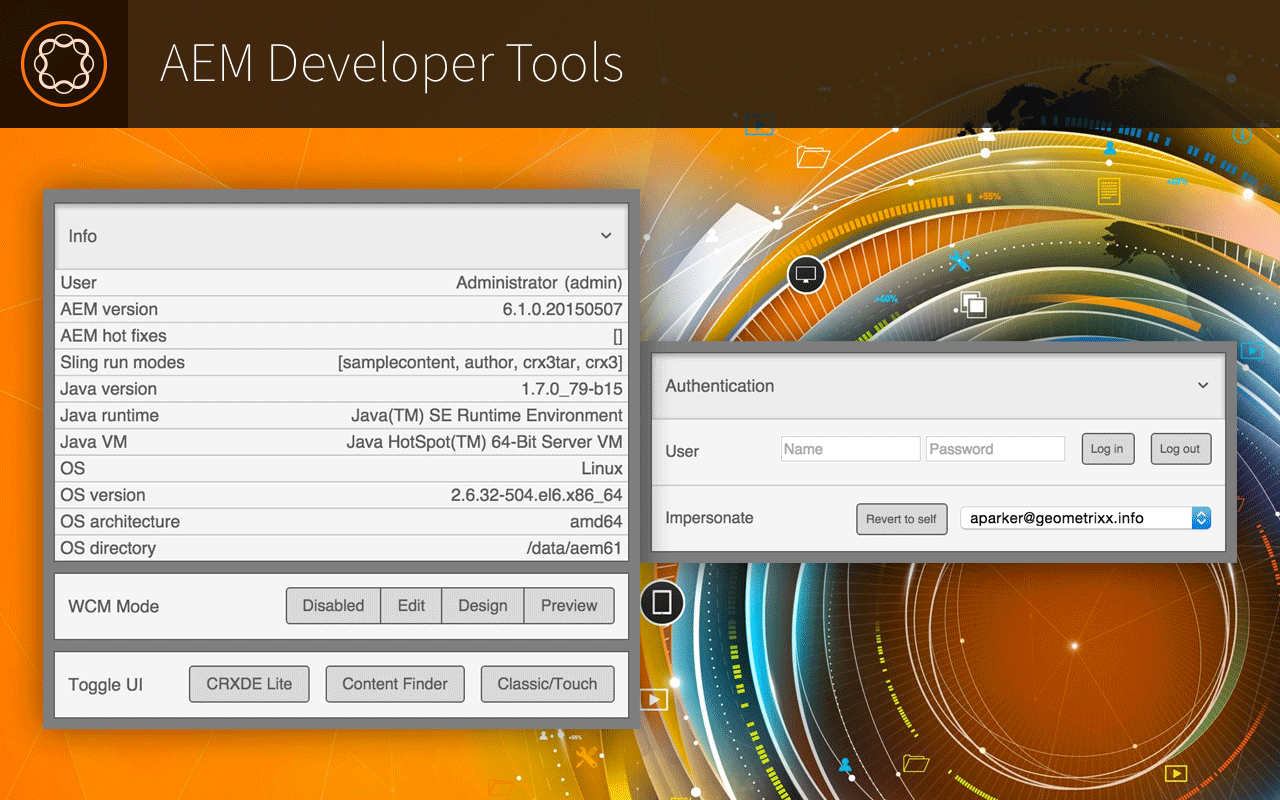 AEM Developer Tools
Info
User Administrator (admin)
AEM version 6.1.0.20150507
AEM hot fixes []
Sling run modes [samplecontent, author, crx3tar, crx3]
Java version 1.7.0_79-b15
Java runtime Java(TM) SE Runtime Environment
Java VM Java HotSpot(TM) 64-Bit Server VM
OS Linux
OS version 2.6.32-504.el6.x86_64
OS architecture amd64
OS directory /data/aem61
WCM Mode Disabled Edit Design Preview
Toggle UI CRXDE Lite Content Finder Classic/Touch
Authentication
User Name Password Log in Log out
Impersonate Revert to self aparker@geometrixx.info
+55%
+60%